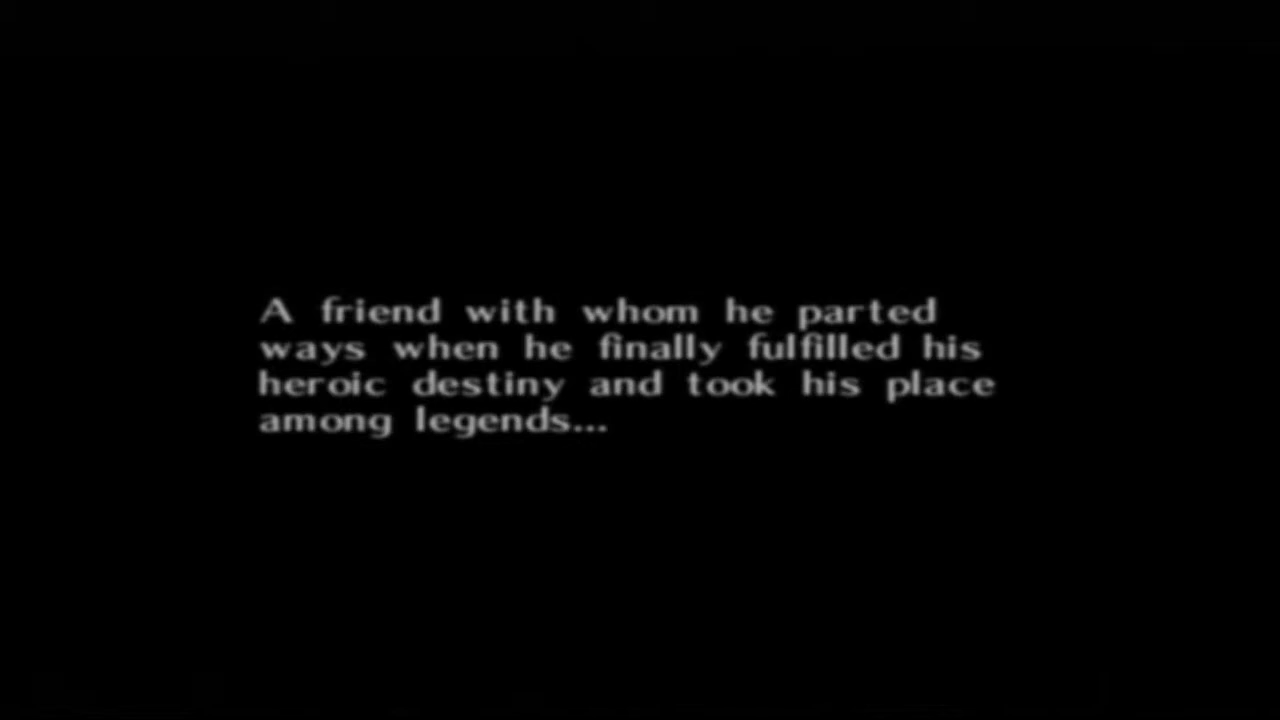 A friend with whom he parted
ways when he finally fulfilled his
heroic destiny and took his place
among legends...